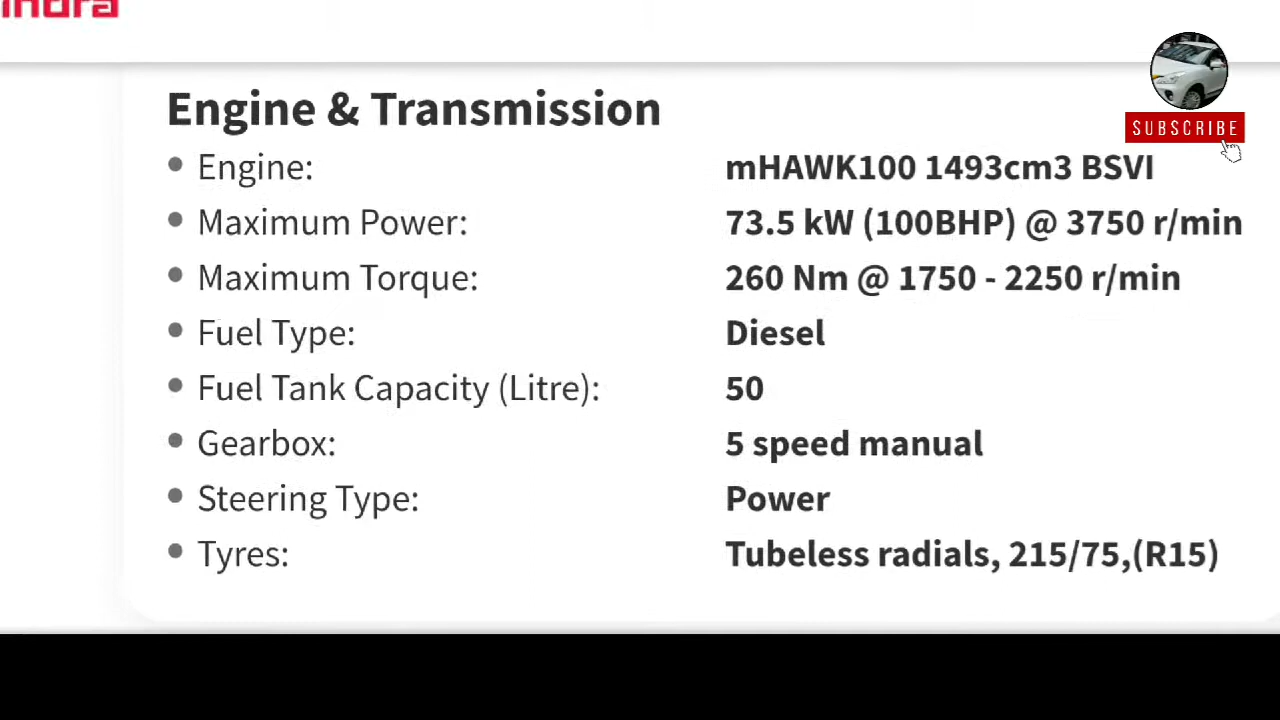 Engine & Transmission
SUBSCRIBE
• Engine: mHAWK100 1493cm3 BSVI
• Maximum Power: 73.5 kW (100BHP) @ 3750 r/min
• Maximum Torque: 260 Nm @ 1750 - 2250 r/min
• Fuel Type: Diesel
• Fuel Tank Capacity (Litre): 50
• Gearbox: 5 speed manual
• Steering Type: Power
• Tyres: Tubeless radials, 215/75,(R15)